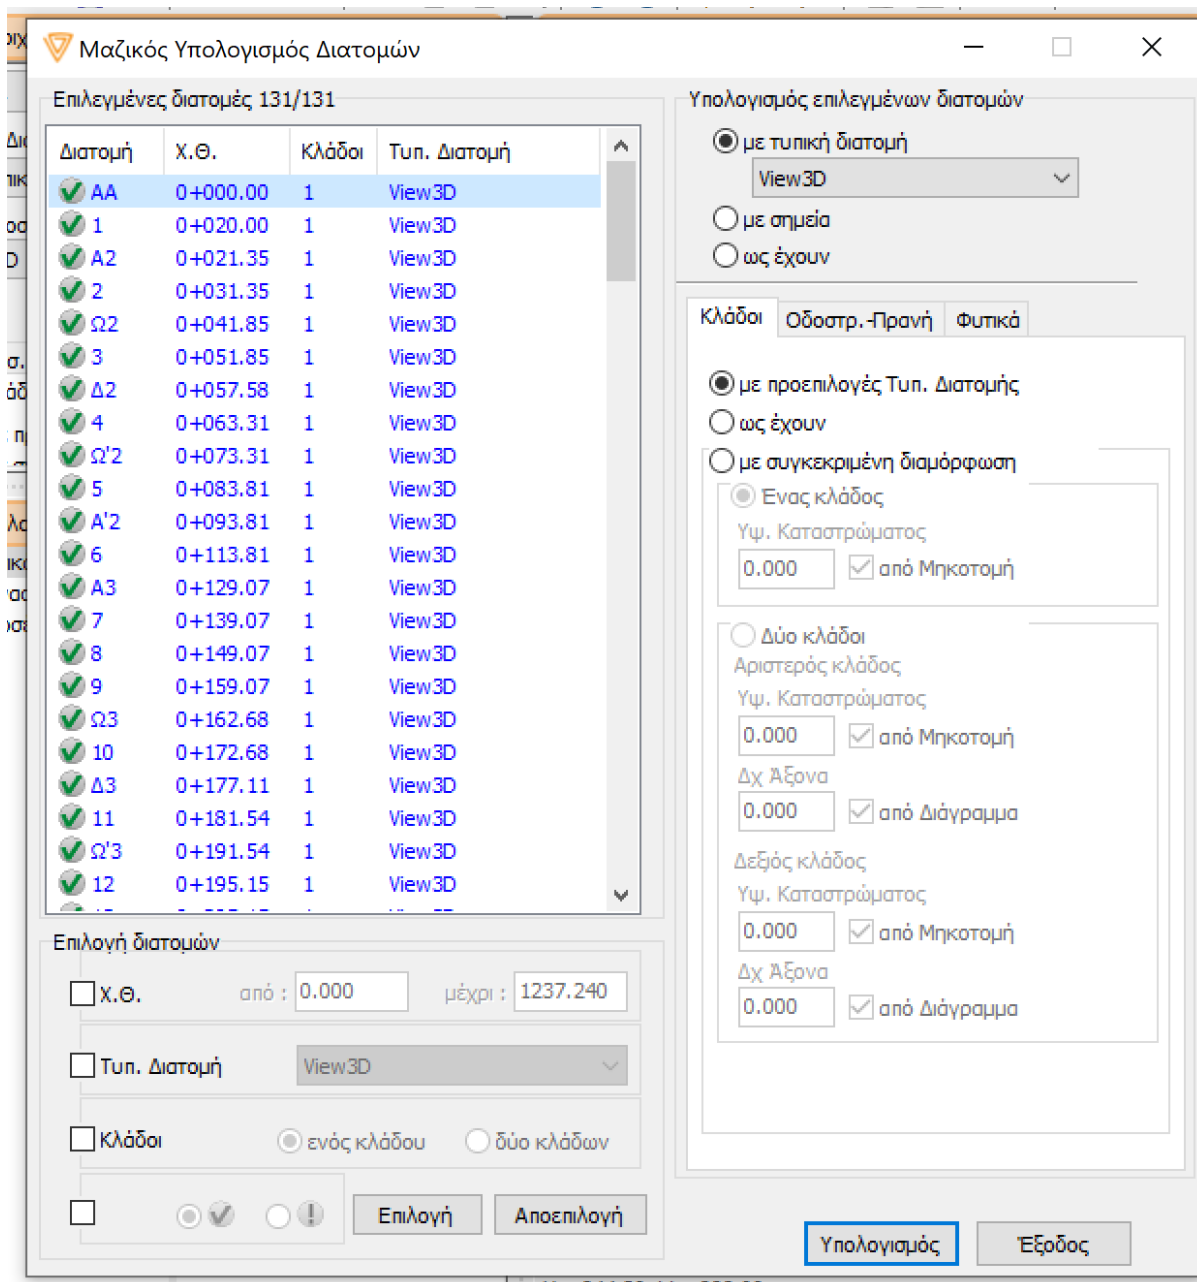 Μαζικός Υπολογισμός Διατομών
Επιλεγμένες διατομές 131/131
Διατομή Χ.Θ. Κλάδοι Τυπ. Διατομή
ΑΑ 0+000.00 1 View3D
1 0+020.00 1 View3D
Α2 0+021.35 1 View3D
2 0+031.35 1 View3D
Ω2 0+041.85 1 View3D
3 0+051.85 1 View3D
Δ2 0+057.58 1 View3D
4 0+063.31 1 View3D
Ω'2 0+073.31 1 View3D
5 0+083.81 1 View3D
Α'2 0+093.81 1 View3D
6 0+113.81 1 View3D
Α3 0+129.07 1 View3D
7 0+139.07 1 View3D
8 0+149.07 1 View3D
9 0+159.07 1 View3D
Ω3 0+162.68 1 View3D
10 0+172.68 1 View3D
Δ3 0+177.11 1 View3D
11 0+181.54 1 View3D
Ω'3 0+191.54 1 View3D
12 0+195.15 1 View3D
Επιλογή διατομών
Χ.Θ. από : 0.000 μέχρι : 1237.240
Τυπ. Διατομή View3D
Κλάδοι ενός κλάδου δύο κλάδων
Επιλογή Αποεπιλογή
Υπολογισμός επιλεγμένων διατομών
με τυπική διατομή
View3D
με σημεία
ως έχουν
Κλάδοι Οδοστρ.-Πρανή Φυτικά
με προεπιλογές Τυπ. Διατομής
ως έχουν
με συγκεκριμένη διαμόρφωση
Ένας κλάδος
Υψ. Καταστρώματος
0.000 από Μηκοτομή
Δύο κλάδοι
Αριστερός κλάδος
Υψ. Καταστρώματος
0.000 από Μηκοτομή
Δχ Άξονα
0.000 από Διάγραμμα
Δεξιός κλάδος
Υψ. Καταστρώματος
0.000 από Μηκοτομή
Δχ Άξονα
0.000 από Διάγραμμα
Υπολογισμός Έξοδος